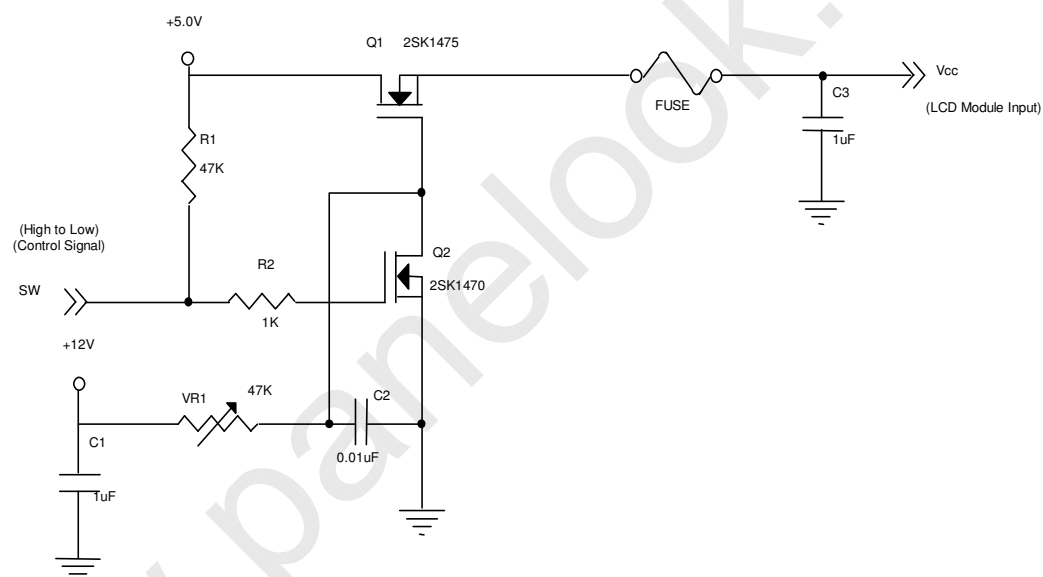 +5.0V
Q1 2SK1475
Vcc
FUSE
C3
(LCD Module Input)
1uF
R1
47K
(High to Low)
(Control Signal)
Q2
R2
2SK1470
SW
1K
+12V
VR1
47K
C2
C1
0.01uF
1uF
panelook.